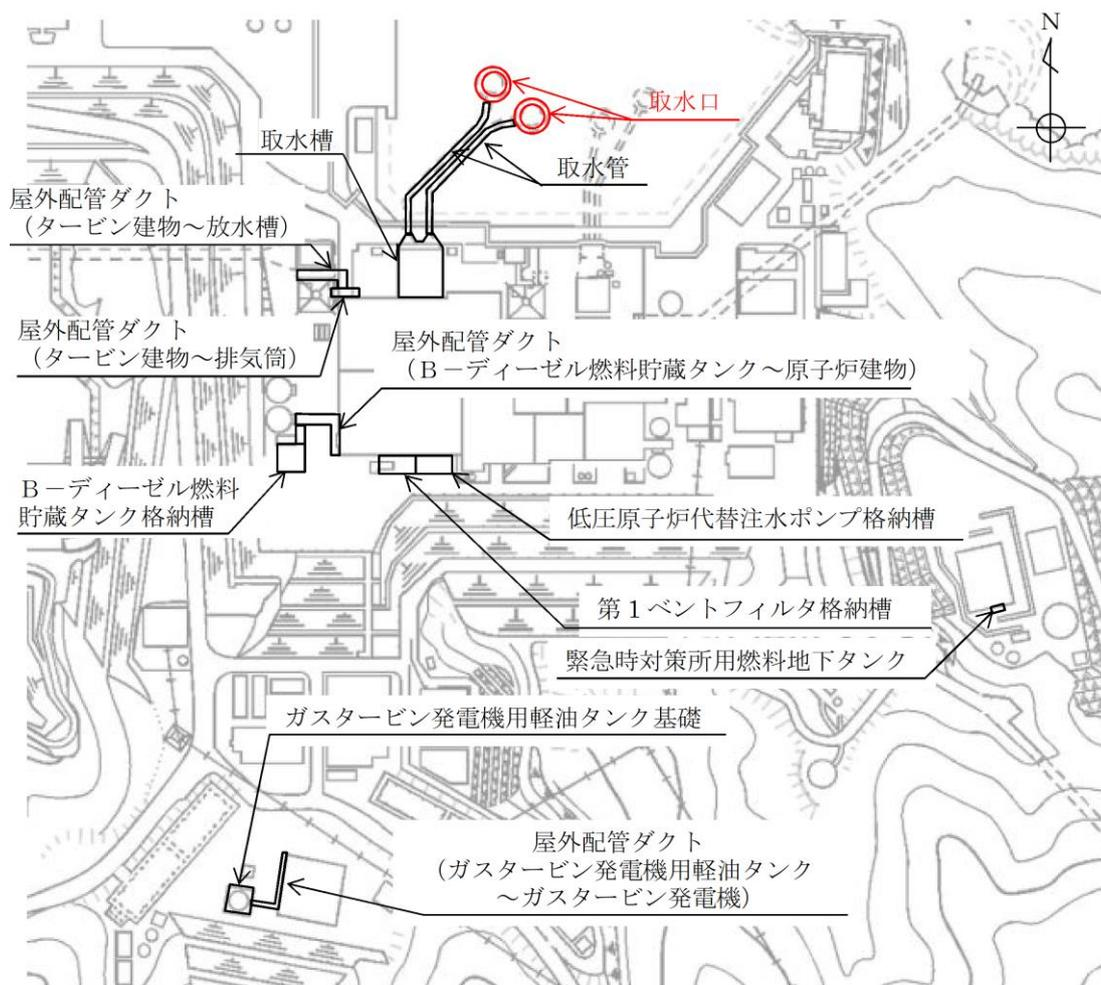 N
取水口
取水槽
取水管
屋外配管ダクト
(タービン建物～放水槽)
屋外配管ダクト
(タービン建物～排気筒)
屋外配管ダクト
(B－ディーゼル燃料貯蔵タンク～原子炉建物)
B－ディーゼル燃料
貯蔵タンク格納槽
低圧原子炉代替注水ポンプ格納槽
第1ベントフィルタ格納槽
緊急時対策所用燃料地下タンク
ガスタービン発電機用軽油タンク基礎
屋外配管ダクト
(ガスタービン発電機用軽油タンク
～ガスタービン発電機)